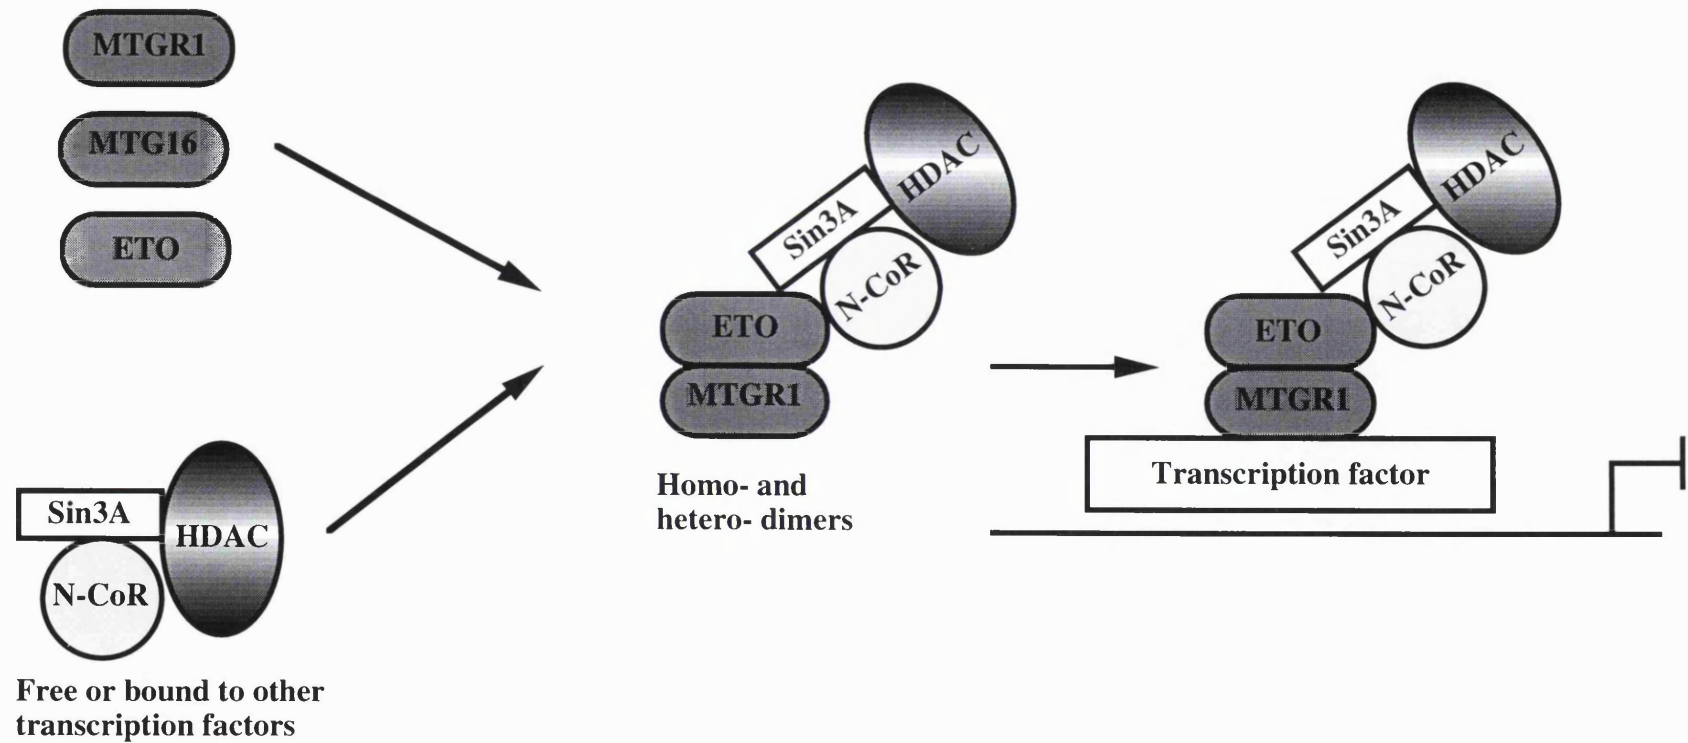 MTGR1
MTG16
ETO
Sin3A
HDAC
N-CoR
Free or bound to other
transcription factors
HDAC
Sin3A
N-CoR
ETO
MTGR1
Homo- and
hetero- dimers
HDAC
Sin3A
N-CoR
ETO
MTGR1
Transcription factor